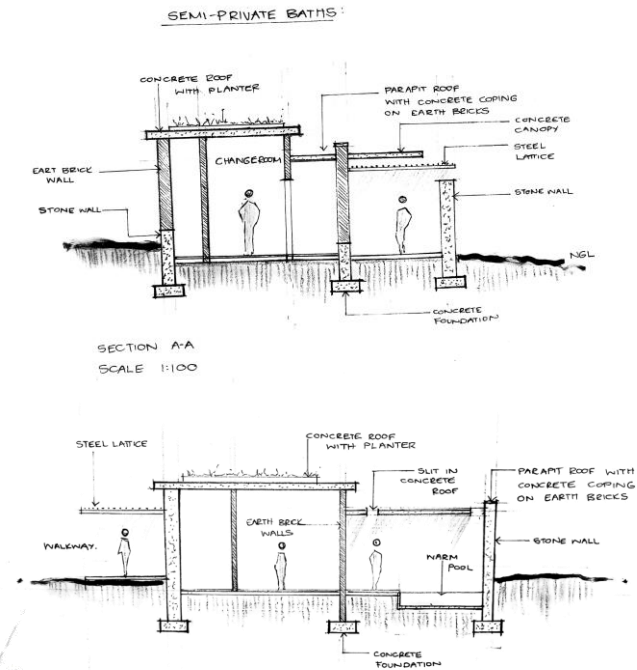 SEMI-PRIVATE BATHS:
CONCRETE ROOF
WITH PLANTER
PARAPIT ROOF
WITH CONCRETE COPING
ON EARTH BRICKS
CONCRETE
CANOPY
STEEL
LATTICE
CHANGEROOM
EART BRICK
WALL
STONE WALL
STONE WALL
NGL
CONCRETE
FOUNDATION
SECTION A-A
SCALE 1:100
STEEL LATTICE
CONCRETE ROOF
WITH PLANTER
SLIT IN
CONCRETE
ROOF
PARAPIT ROOF WITH
CONCRETE COPING
ON EARTH BRICKS
EARTH BRCK
WALLS
WALKWAY.
STONE WALL
WARM
POOL
CONCRETE
FOUNDATION